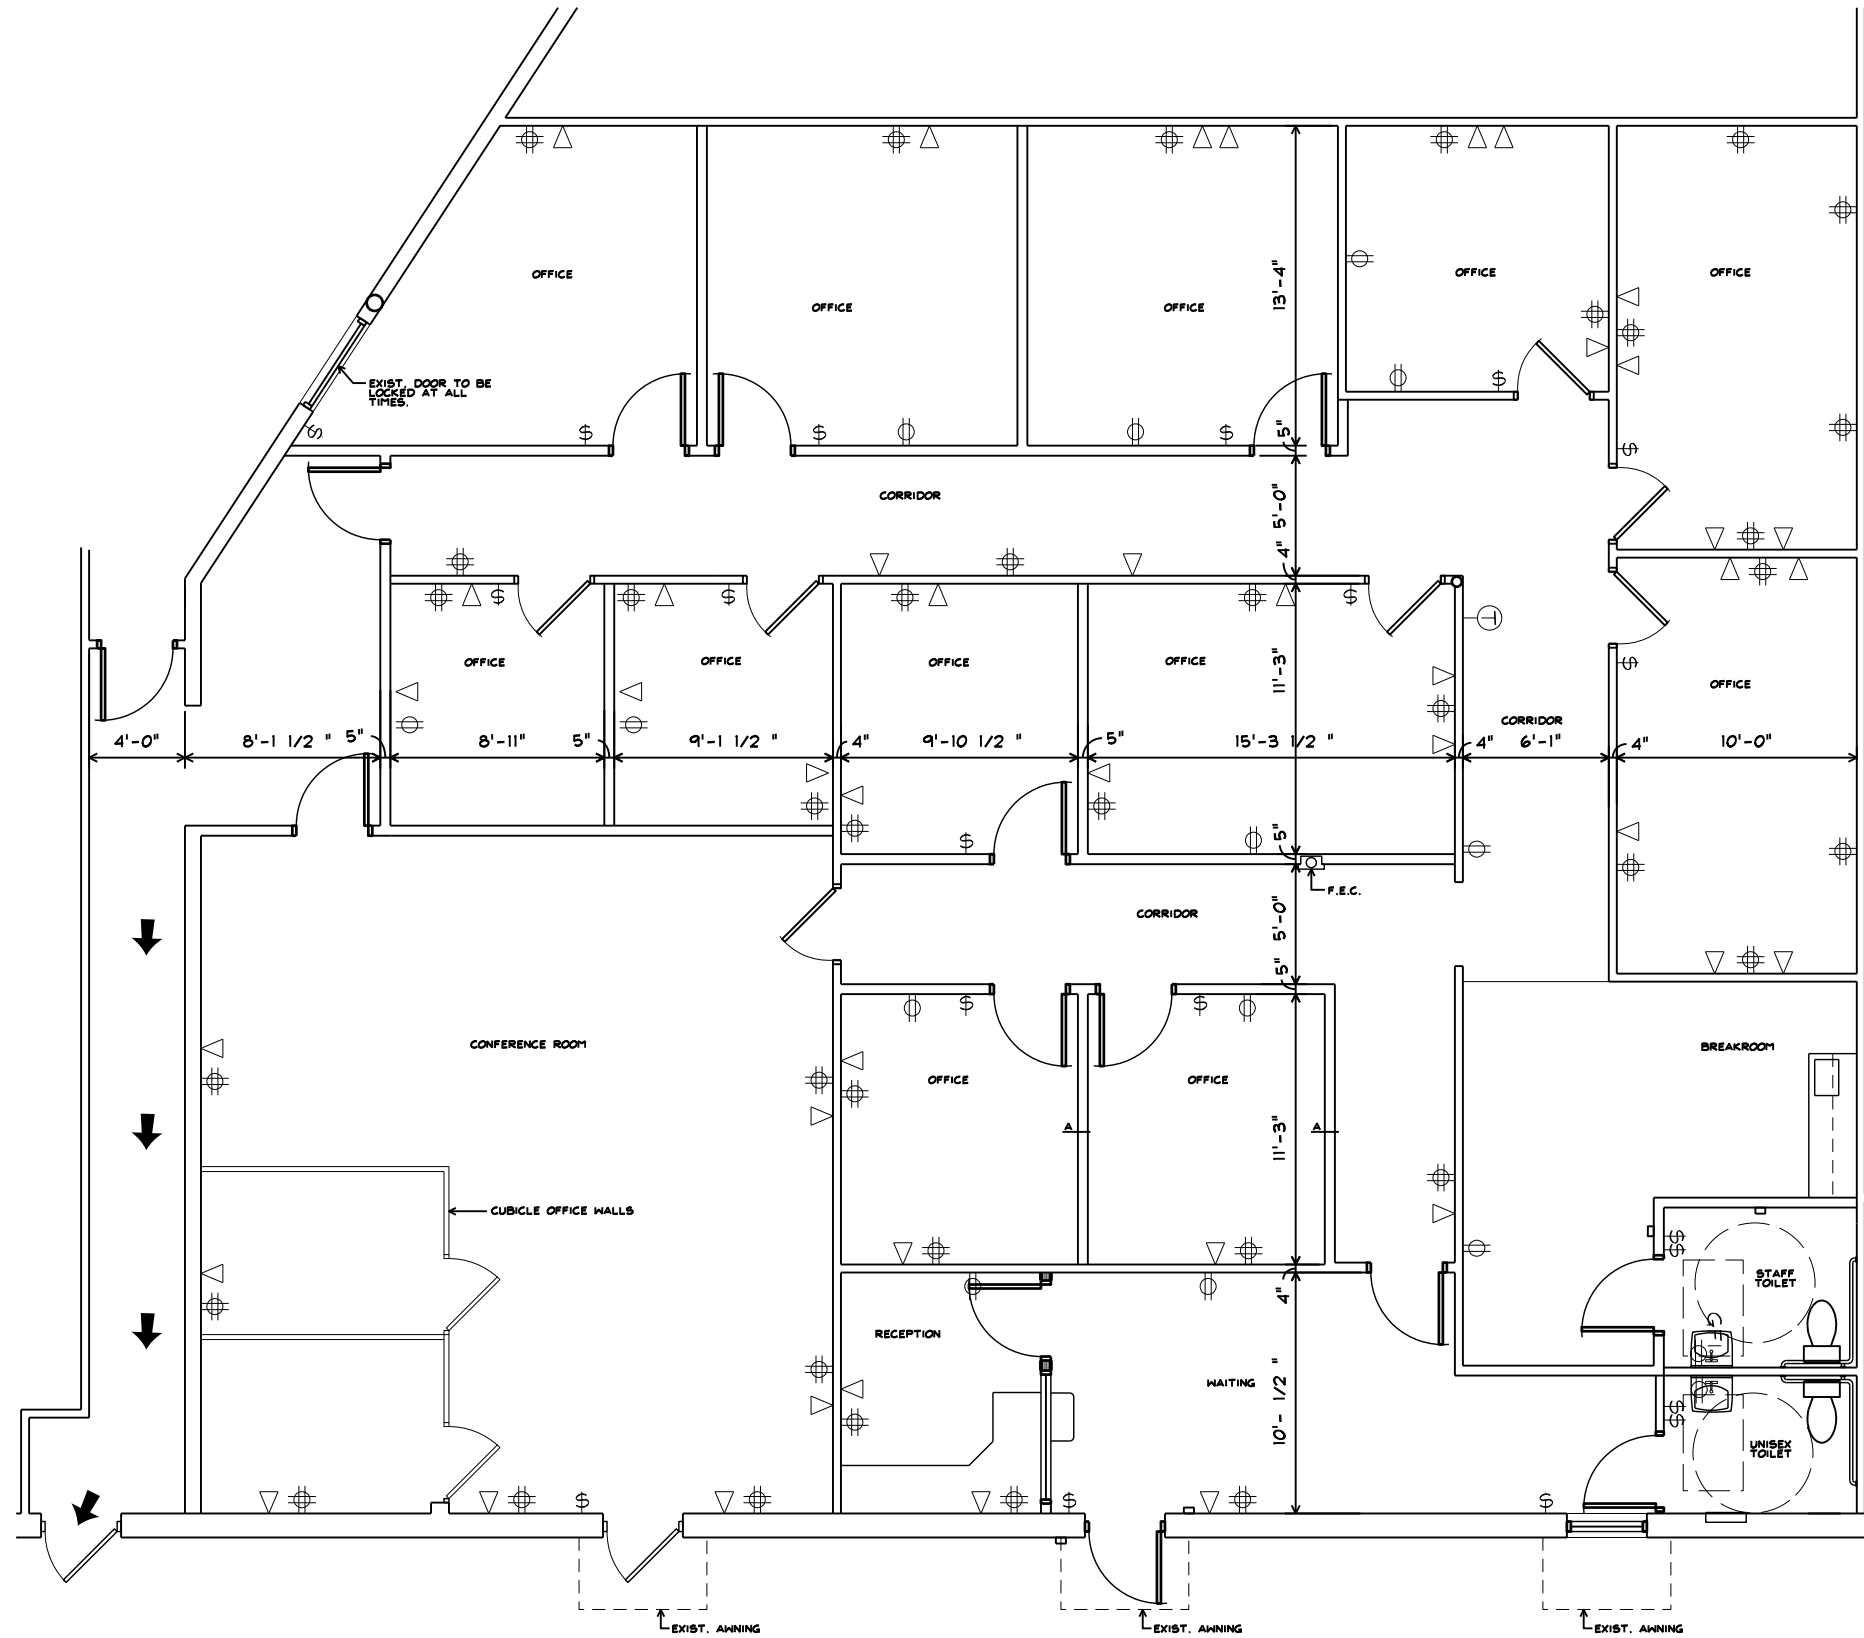 OFFICE
OFFICE
OFFICE
OFFICE
OFFICE
13'-4"
EXIST. DOOR TO BE
LOCKED AT ALL
TIMES.
$
$
$
$
$
$
5"
CORRIDOR
5'-0"
4"
$
$
$
T
OFFICE
OFFICE
OFFICE
OFFICE
11'-3"
$
OFFICE
CORRIDOR
4'-0"
8'-1 1/2 "
5"
8'-11"
5"
9'-1 1/2 "
4"
9'-10 1/2 "
5"
15'-3 1/2 "
4"
6'-1"
4"
10'-0"
$
5"
F.E.C.
CORRIDOR
5'-0"
5"
$
$
CONFERENCE ROOM
BREAKROOM
OFFICE
OFFICE
A
A
11'-3"
CUBICLE OFFICE WALLS
$$
STAFF
TOILET
4"
RECEPTION
WAITING
10'- 1/2 "
$$
UNISEX
TOILET
$
$
$
EXIST. AWNING
EXIST. AWNING
EXIST. AWNING